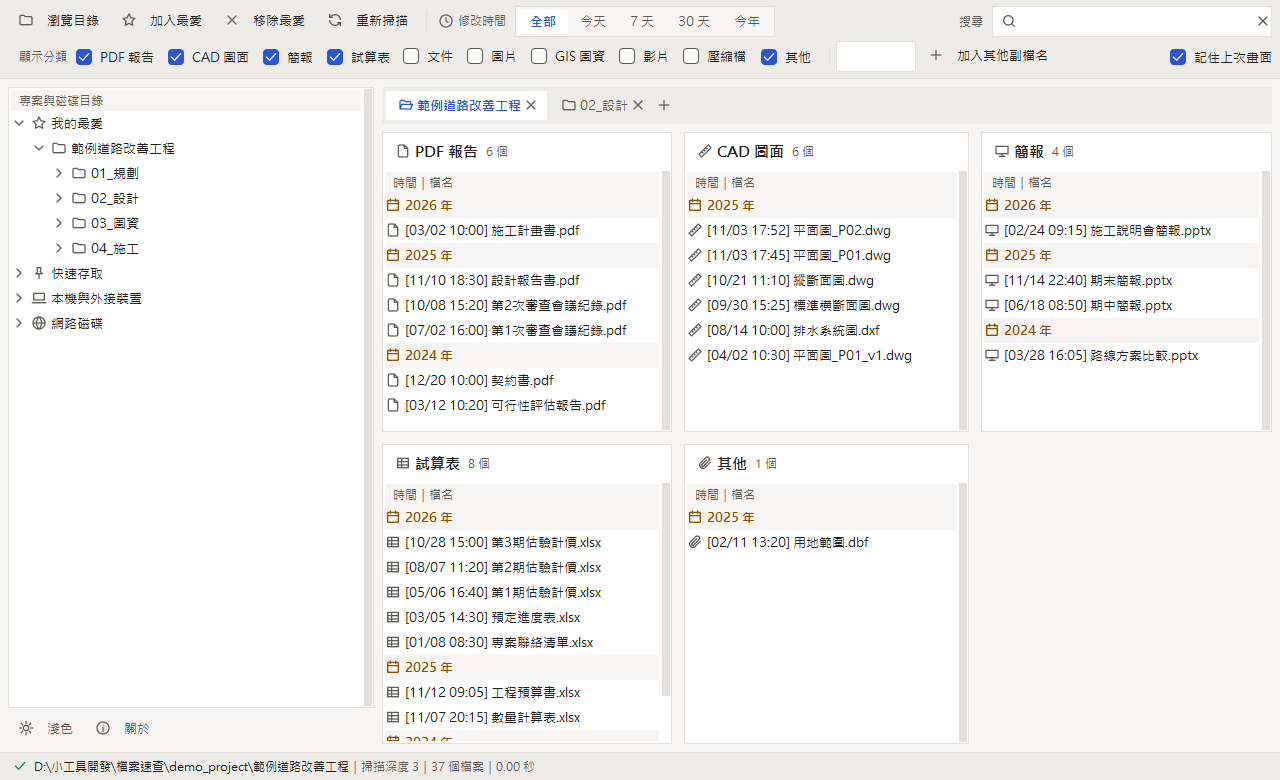 瀏覽目錄 加入最愛 移除最愛 重新掃描 修改時間 全部 今天 7 天 30 天 今年 搜尋
顯示分類 PDF 報告 CAD 圖面 簡報 試算表 文件 圖片 GIS 圖資 影片 壓縮檔 其他 加入其他副檔名 記住上次畫面
專案與磁碟目錄
我的最愛
範例道路改善工程
01_規劃
02_設計
03_圖資
04_施工
快速存取
本機與外接裝置
網路磁碟
淺色 關於
範例道路改善工程 02_設計
PDF 報告 6 個
時間 | 檔名
2026 年
[03/02 10:00] 施工計畫書.pdf
2025 年
[11/10 18:30] 設計報告書.pdf
[10/08 15:20] 第2次審查會議紀錄.pdf
[07/02 16:00] 第1次審查會議紀錄.pdf
2024 年
[12/20 10:00] 契約書.pdf
[03/12 10:20] 可行性評估報告.pdf
CAD 圖面 6 個
時間 | 檔名
2025 年
[11/03 17:52] 平面圖_P02.dwg
[11/03 17:45] 平面圖_P01.dwg
[10/21 11:10] 縱斷面圖.dwg
[09/30 15:25] 標準橫斷面圖.dwg
[08/14 10:00] 排水系統圖.dxf
[04/02 10:30] 平面圖_P01_v1.dwg
簡報 4 個
時間 | 檔名
2026 年
[02/24 09:15] 施工說明會簡報.pptx
2025 年
[11/14 22:40] 期末簡報.pptx
[06/18 08:50] 期中簡報.pptx
2024 年
[03/28 16:05] 路線方案比較.pptx
試算表 8 個
時間 | 檔名
2026 年
[10/28 15:00] 第3期估驗計價.xlsx
[08/07 11:20] 第2期估驗計價.xlsx
[05/06 16:40] 第1期估驗計價.xlsx
[03/05 14:30] 預定進度表.xlsx
[01/08 08:30] 專案聯絡清單.xlsx
2025 年
[11/12 09:05] 工程預算書.xlsx
[11/07 20:15] 數量計算表.xlsx
2024 年
其他 1 個
時間 | 檔名
2025 年
[02/11 13:20] 用地範圍.dbf
D:\小工具開發\檔案速查\demo_project\範例道路改善工程 | 掃描深度 3 | 37 個檔案 | 0.00 秒